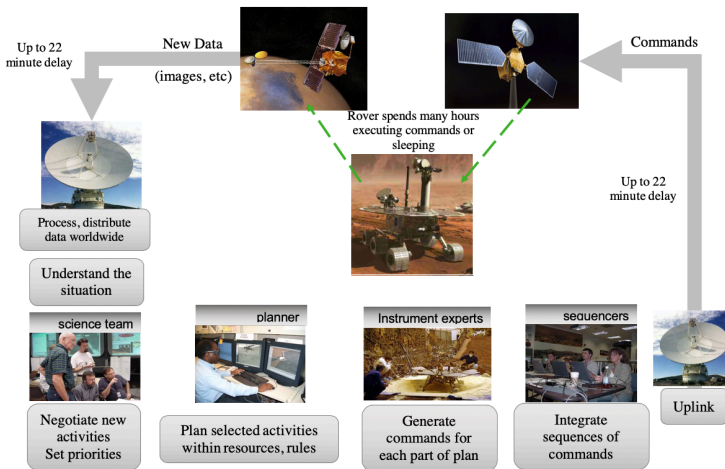 Up to 22
minute delay
New Data
(images, etc)
Commands
Rover spends many hours
executing commands or
sleeping
Up to 22
minute delay
Process, distribute
data worldwide
Understand the
situation
science team
planner
Instrument experts
sequencers
Negotiate new
activities
Set priorities
Plan selected activities
within resources, rules
Generate
commands for
each part of plan
Integrate
sequences of
commands
Uplink